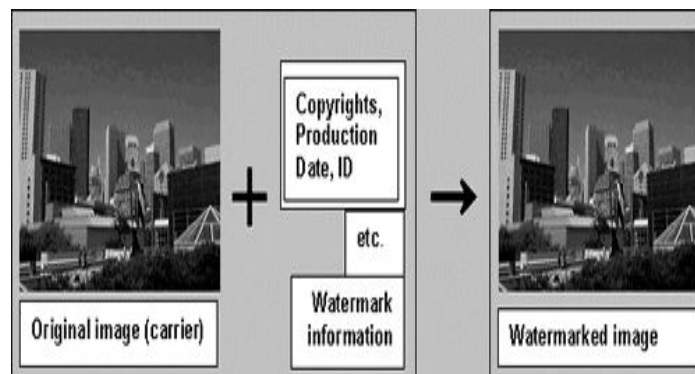 Copyrights,
Production
Date, ID
etc.
Original image (carrier)
Watermark
information
Watermarked image